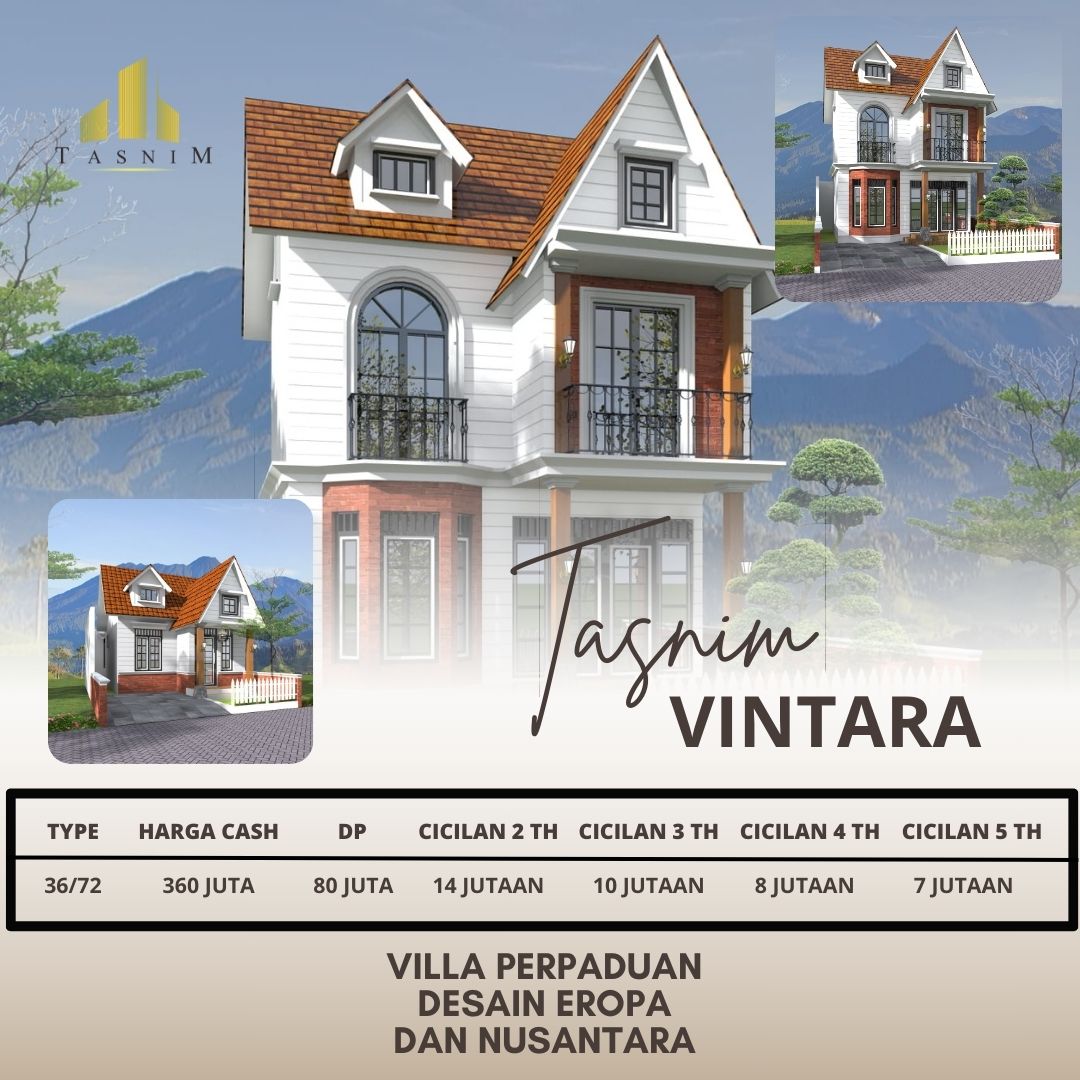 TASNIM
Tasnim
VINTARA
TYPE HARGA CASH DP CICILAN 2 TH CICILAN 3 TH CICILAN 4 TH CICILAN 5 TH
36/72 360 JUTA 80 JUTA 14 JUTAAN 10 JUTAAN 8 JUTAAN 7 JUTAAN
VILLA PERPADUAN
DESAIN EROPA
DAN NUSANTARA